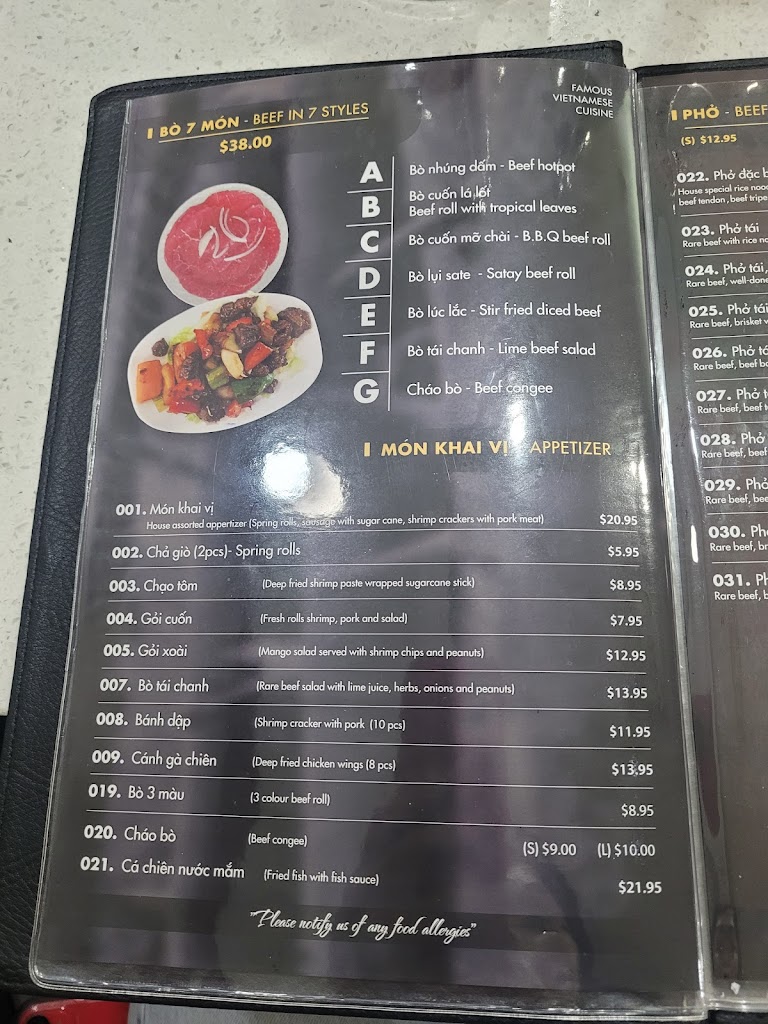 FAMOUS
VIETNAMESE
CUISINE
BÒ 7 MÓN - BEEF IN 7 STYLES
$38.00
A Bò nhúng dấm - Beef hotpot
B Bò cuốn lá lốt
Beef roll with tropical leaves
C Bò cuốn mỡ chài - B.B.Q beef roll
D Bò lụi sate - Satay beef roll
E Bò lúc lắc - Stir fried diced beef
F Bò tái chanh - Lime beef salad
G Cháo bò - Beef congee
MÓN KHAI VỊ - APPETIZER
001. Món khai vị
House assorted appertizer (Spring rolls, sausage with sugar cane, shrimp crackers with pork meat) $20.95
002. Chả giò (2pcs)- Spring rolls $5.95
003. Chạo tôm (Deep fried shrimp paste wrapped sugarcane stick) $8.95
004. Gỏi cuốn (Fresh rolls shrimp, pork and salad) $7.95
005. Gỏi xoài (Mango salad served with shrimp chips and peanuts) $12.95
007. Bò tái chanh (Rare beef salad with lime juice, herbs, onions and peanuts) $13.95
008. Bánh dập (Shrimp cracker with pork (10 pcs) $11.95
009. Cánh gà chiên (Deep fried chicken wings (8 pcs) $13,95
019. Bò 3 màu (3 colour beef roll) $8.95
020. Cháo bò (Beef congee) (S) $9.00 (L) $10.00
021. Cá chiên nước mắm (Fried fish with fish sauce) $21.95
"Please notify us of any food allergies"
PHỞ - BEEF
(S) $12.95
022. Phở đặc
House special rice
beef tendon, beef tripe
023. Phở tái
Rare beef with rice
024. Phở tái,
Rare beef, well-done
025. Phở tái
Rare beef, brisket
026. Phở
Rare beef, beef
027. Phở
Rare beef, beef
028. Phở
Rare beef, beef
029. Phở
Rare beef,
030.
Rare beef,
031.
Rare beef,